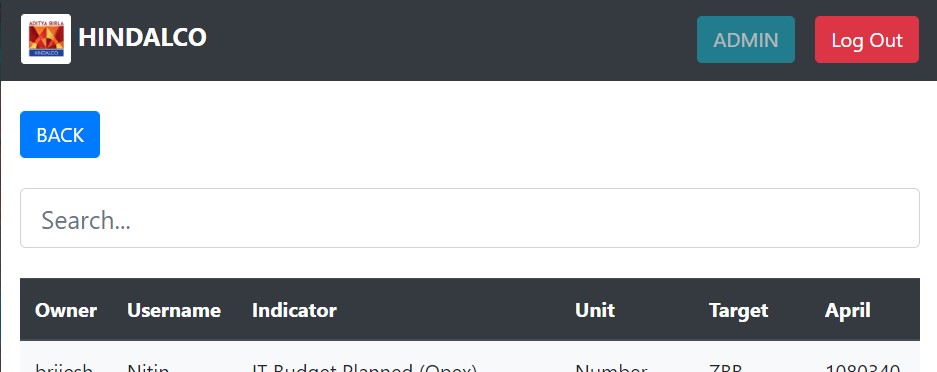 ADITYA BIRLA
HINDALCO
HINDALCO
ADMIN
Log Out
BACK
Search...
Owner Username Indicator Unit Target April
brijesh Nitin IT Budget Planned (Opex) Number ZBB 1080340